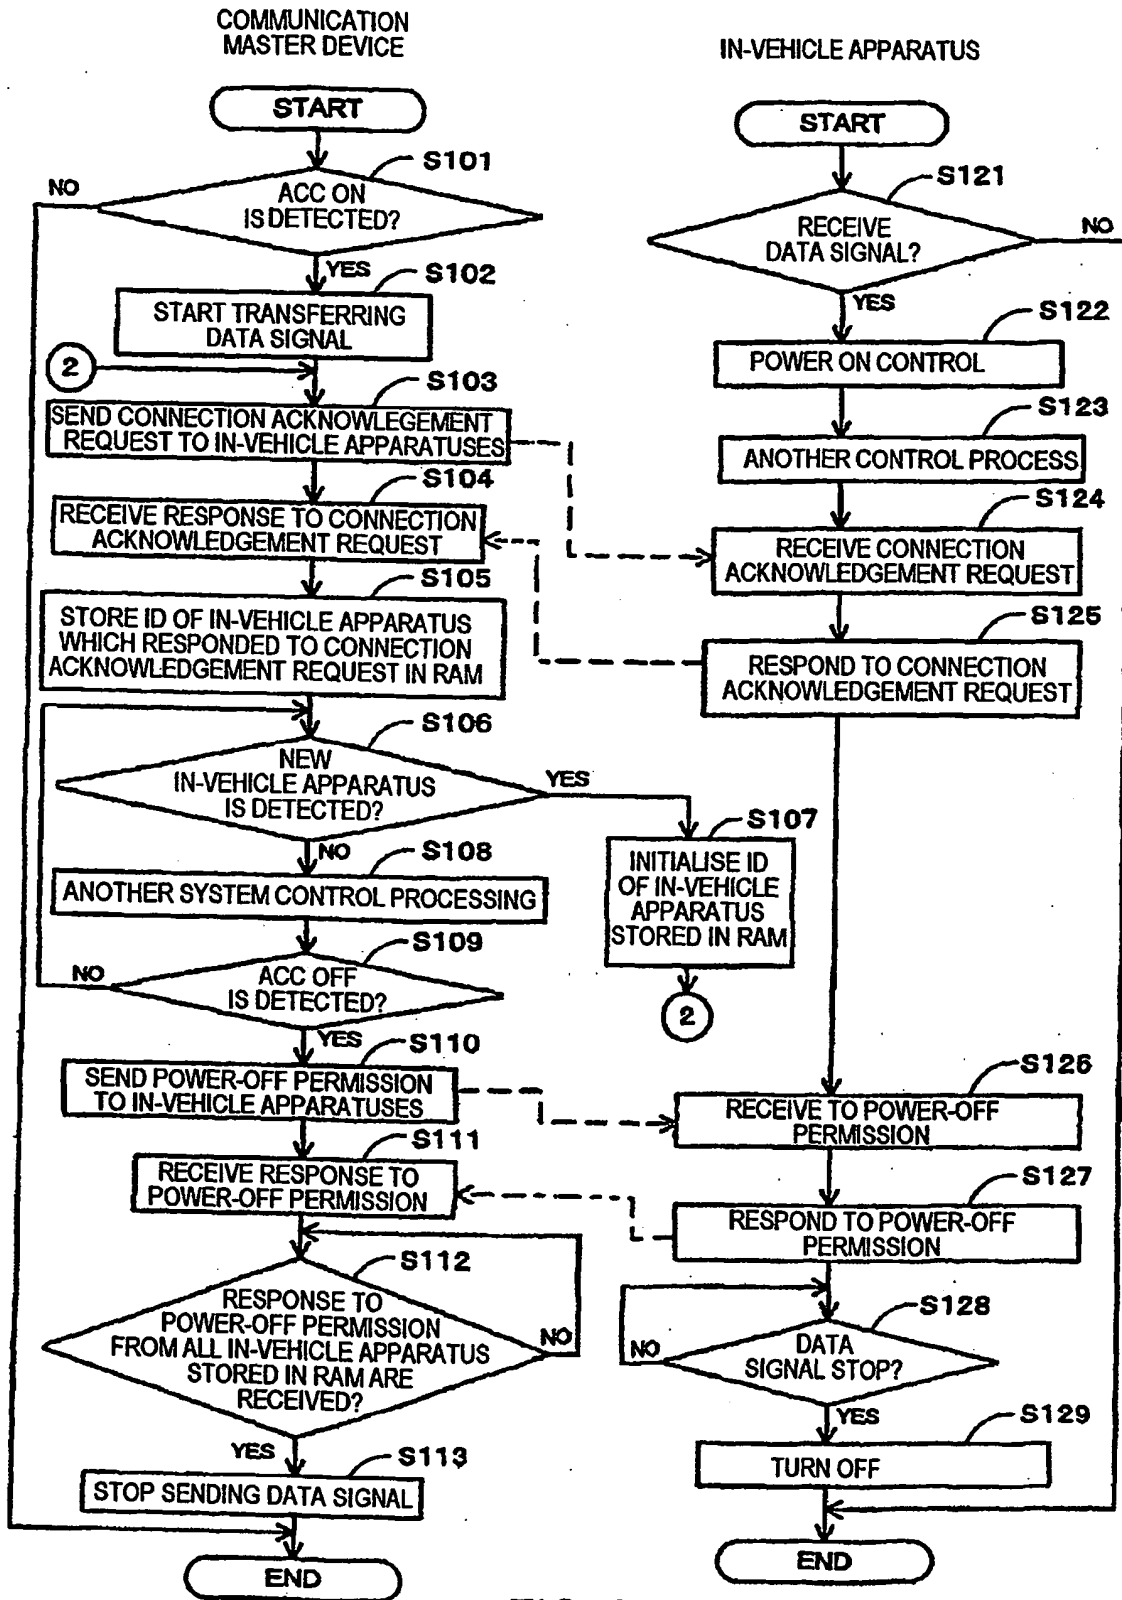 COMMUNICATION
MASTER DEVICE
START
S101
NO
ACC ON
IS DETECTED?
YES
S102
START TRANSFERRING
DATA SIGNAL
2
S103
SEND CONNECTION ACKNOWLEGEMENT
REQUEST TO IN-VEHICLE APPARATUSES
S104
RECEIVE RESPONSE TO CONNECTION
ACKNOWLEDGEMENT REQUEST
S105
STORE ID OF IN-VEHICLE APPARATUS
WHICH RESPONDED TO CONNECTION
ACKNOWLEDGEMENT REQUEST IN RAM
S106
NEW
IN-VEHICLE APPARATUS
IS DETECTED?
YES
S107
INITIALISE ID
OF IN-VEHICLE
APPARATUS
STORED IN RAM
2
NO
S108
ANOTHER SYSTEM CONTROL PROCESSING
S109
NO
ACC OFF
IS DETECTED?
YES
S110
SEND POWER-OFF PERMISSION
TO IN-VEHICLE APPARATUSES
S111
RECEIVE RESPONSE TO
POWER-OFF PERMISSION
S112
RESPONSE TO
POWER-OFF PERMISSION
FROM ALL IN-VEHICLE APPARATUS
STORED IN RAM ARE
RECEIVED?
NO
YES
S113
STOP SENDING DATA SIGNAL
END
IN-VEHICLE APPARATUS
START
S121
RECEIVE
DATA SIGNAL?
NO
YES
S122
POWER ON CONTROL
S123
ANOTHER CONTROL PROCESS
S124
RECEIVE CONNECTION
ACKNOWLEDGEMENT REQUEST
S125
RESPOND TO CONNECTION
ACKNOWLEDGEMENT REQUEST
S126
RECEIVE TO POWER-OFF
PERMISSION
S127
RESPOND TO POWER-OFF
PERMISSION
S128
DATA
SIGNAL STOP?
NO
YES
S129
TURN OFF
END